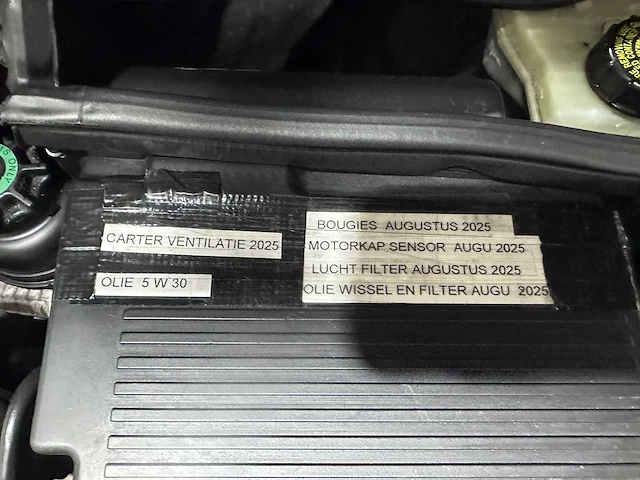 CARTER VENTILATIE 2025
OLIE 5 W 30
BOUGIES AUGUSTUS 2025
MOTORKAP SENSOR AUGU 2025
LUCHT FILTER AUGUSTUS 2025
OLIE WISSEL EN FILTER AUGU 2025
ONLY